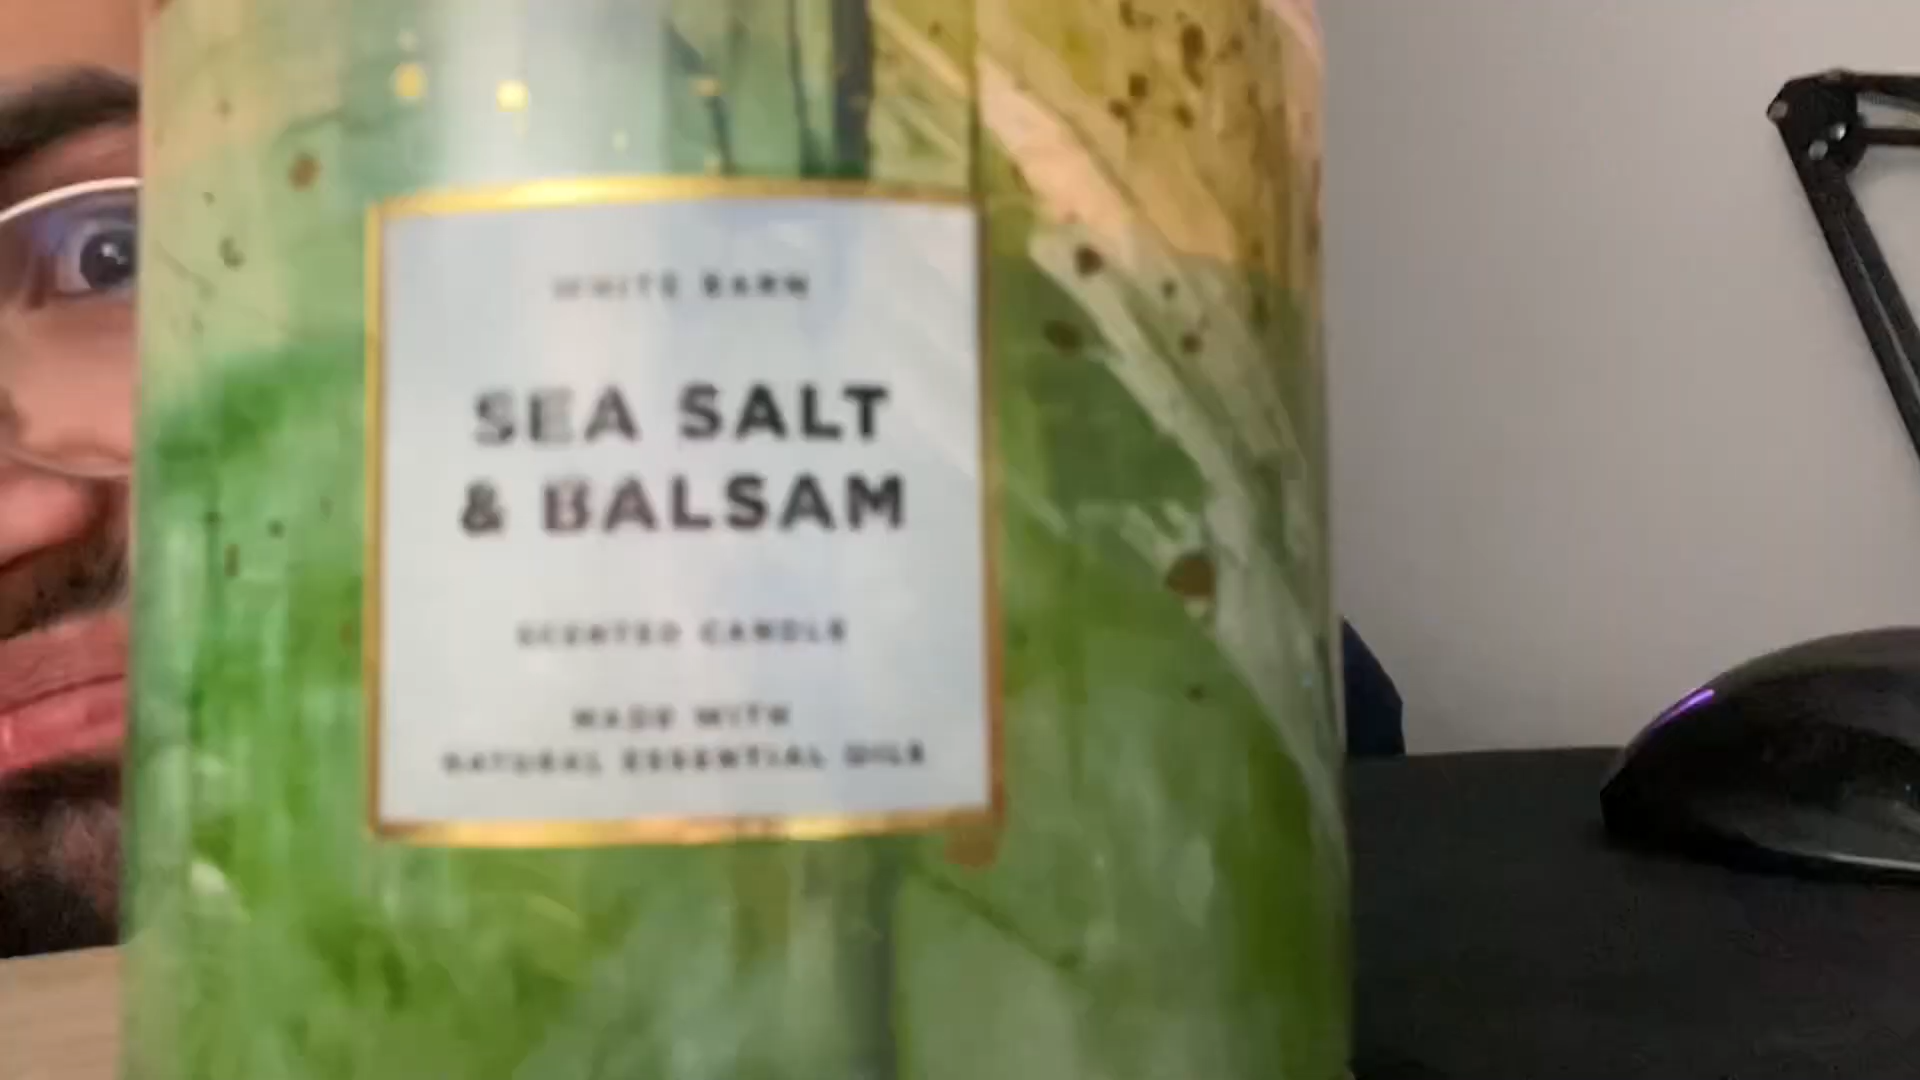 WHITE BARN
SEA SALT
& BALSAM
SCENTED CANDLE
MADE WITH
NATURAL ESSENTIAL OILS